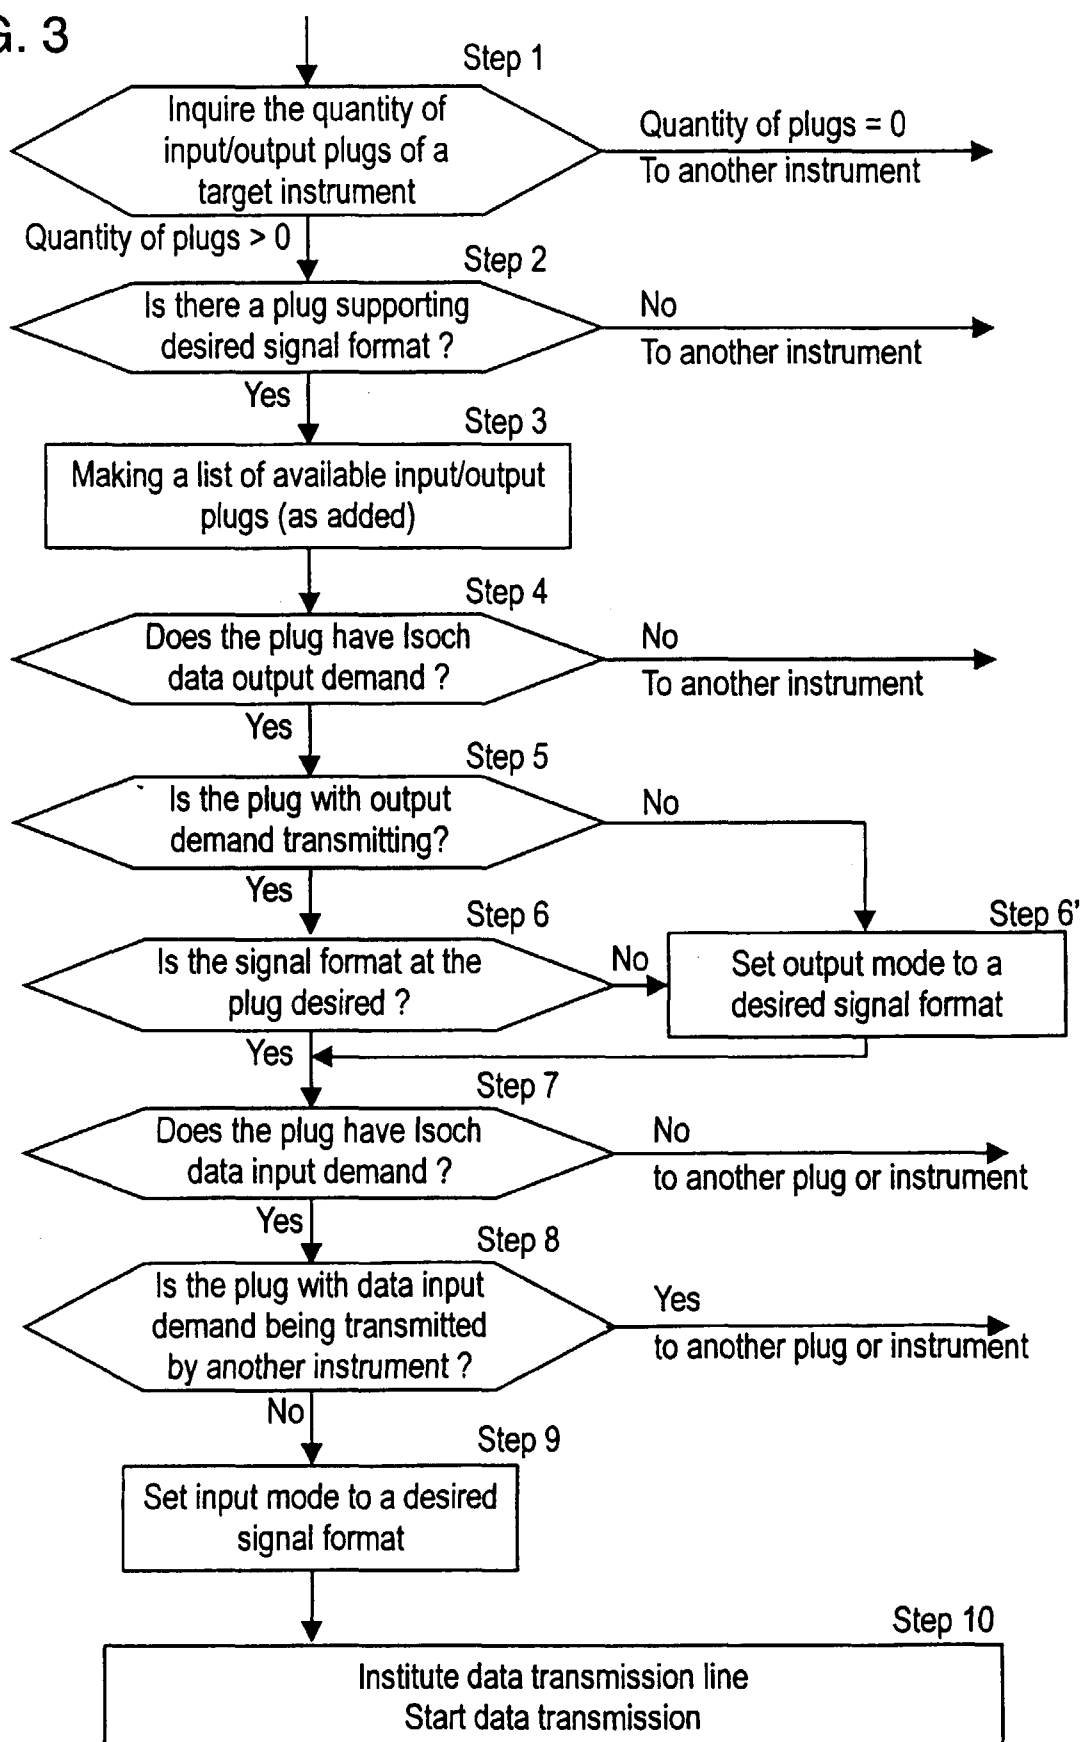 G. 3
Step 1
Inquire the quantity of
input/output plugs of a
target instrument
Quantity of plugs = 0
To another instrument
Quantity of plugs > 0
Step 2
Is there a plug supporting
desired signal format ?
No
To another instrument
Yes
Step 3
Making a list of available input/output
plugs (as added)
Step 4
Does the plug have Isoch
data output demand ?
No
To another instrument
Yes
Step 5
Is the plug with output
demand transmitting?
No
Yes
Step 6
Is the signal format at the
plug desired ?
No
Step 6'
Set output mode to a
desired signal format
Yes
Step 7
Does the plug have Isoch
data input demand ?
No
to another plug or instrument
Yes
Step 8
Is the plug with data input
demand being transmitted
by another instrument ?
Yes
to another plug or instrument
No
Step 9
Set input mode to a desired
signal format
Step 10
Institute data transmission line
Start data transmission